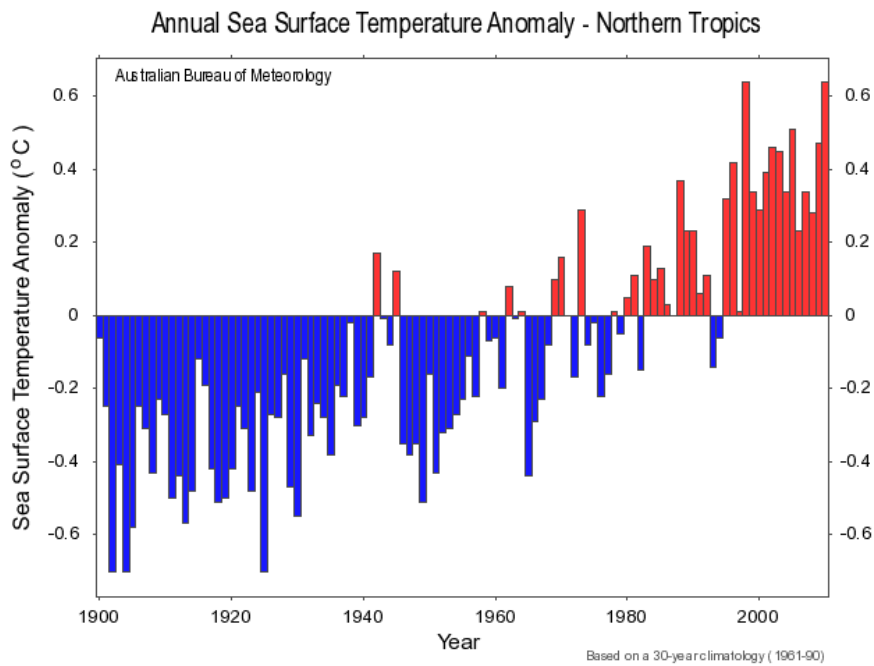 Annual Sea Surface Temperature Anomaly - Northern Tropics
Australian Bureau of Meteorology
Sea Surface Temperature Anomaly (°C)
0.6 0.6
0.4 0.4
0.2 0.2
0 0
-0.2 -0.2
-0.4 -0.4
-0.6 -0.6
1900 1920 1940 1960 1980 2000
Year
Based on a 30-year climatology (1961-90)